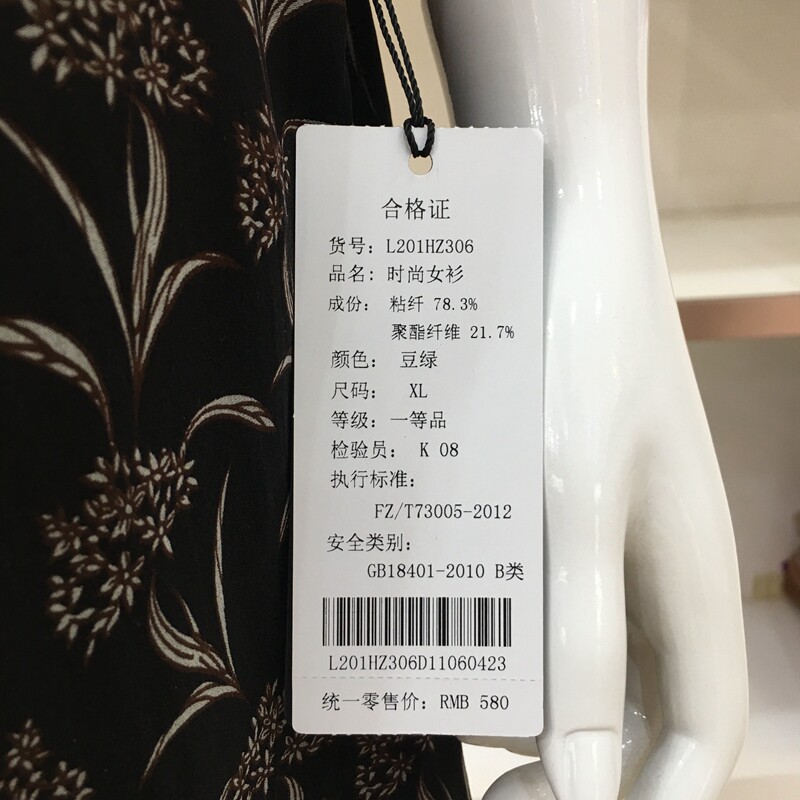 合格证
货号：L201HZ306
品名：时尚女衫
成份： 粘纤 78.3%
聚酯纤维 21.7%
颜色： 豆绿
尺码： XL
等级：一等品
检验员： K 08
执行标准：
FZ/T73005-2012
安全类别：
GB18401-2010 B类
L201HZ306D11060423
统一零售价：RMB 580